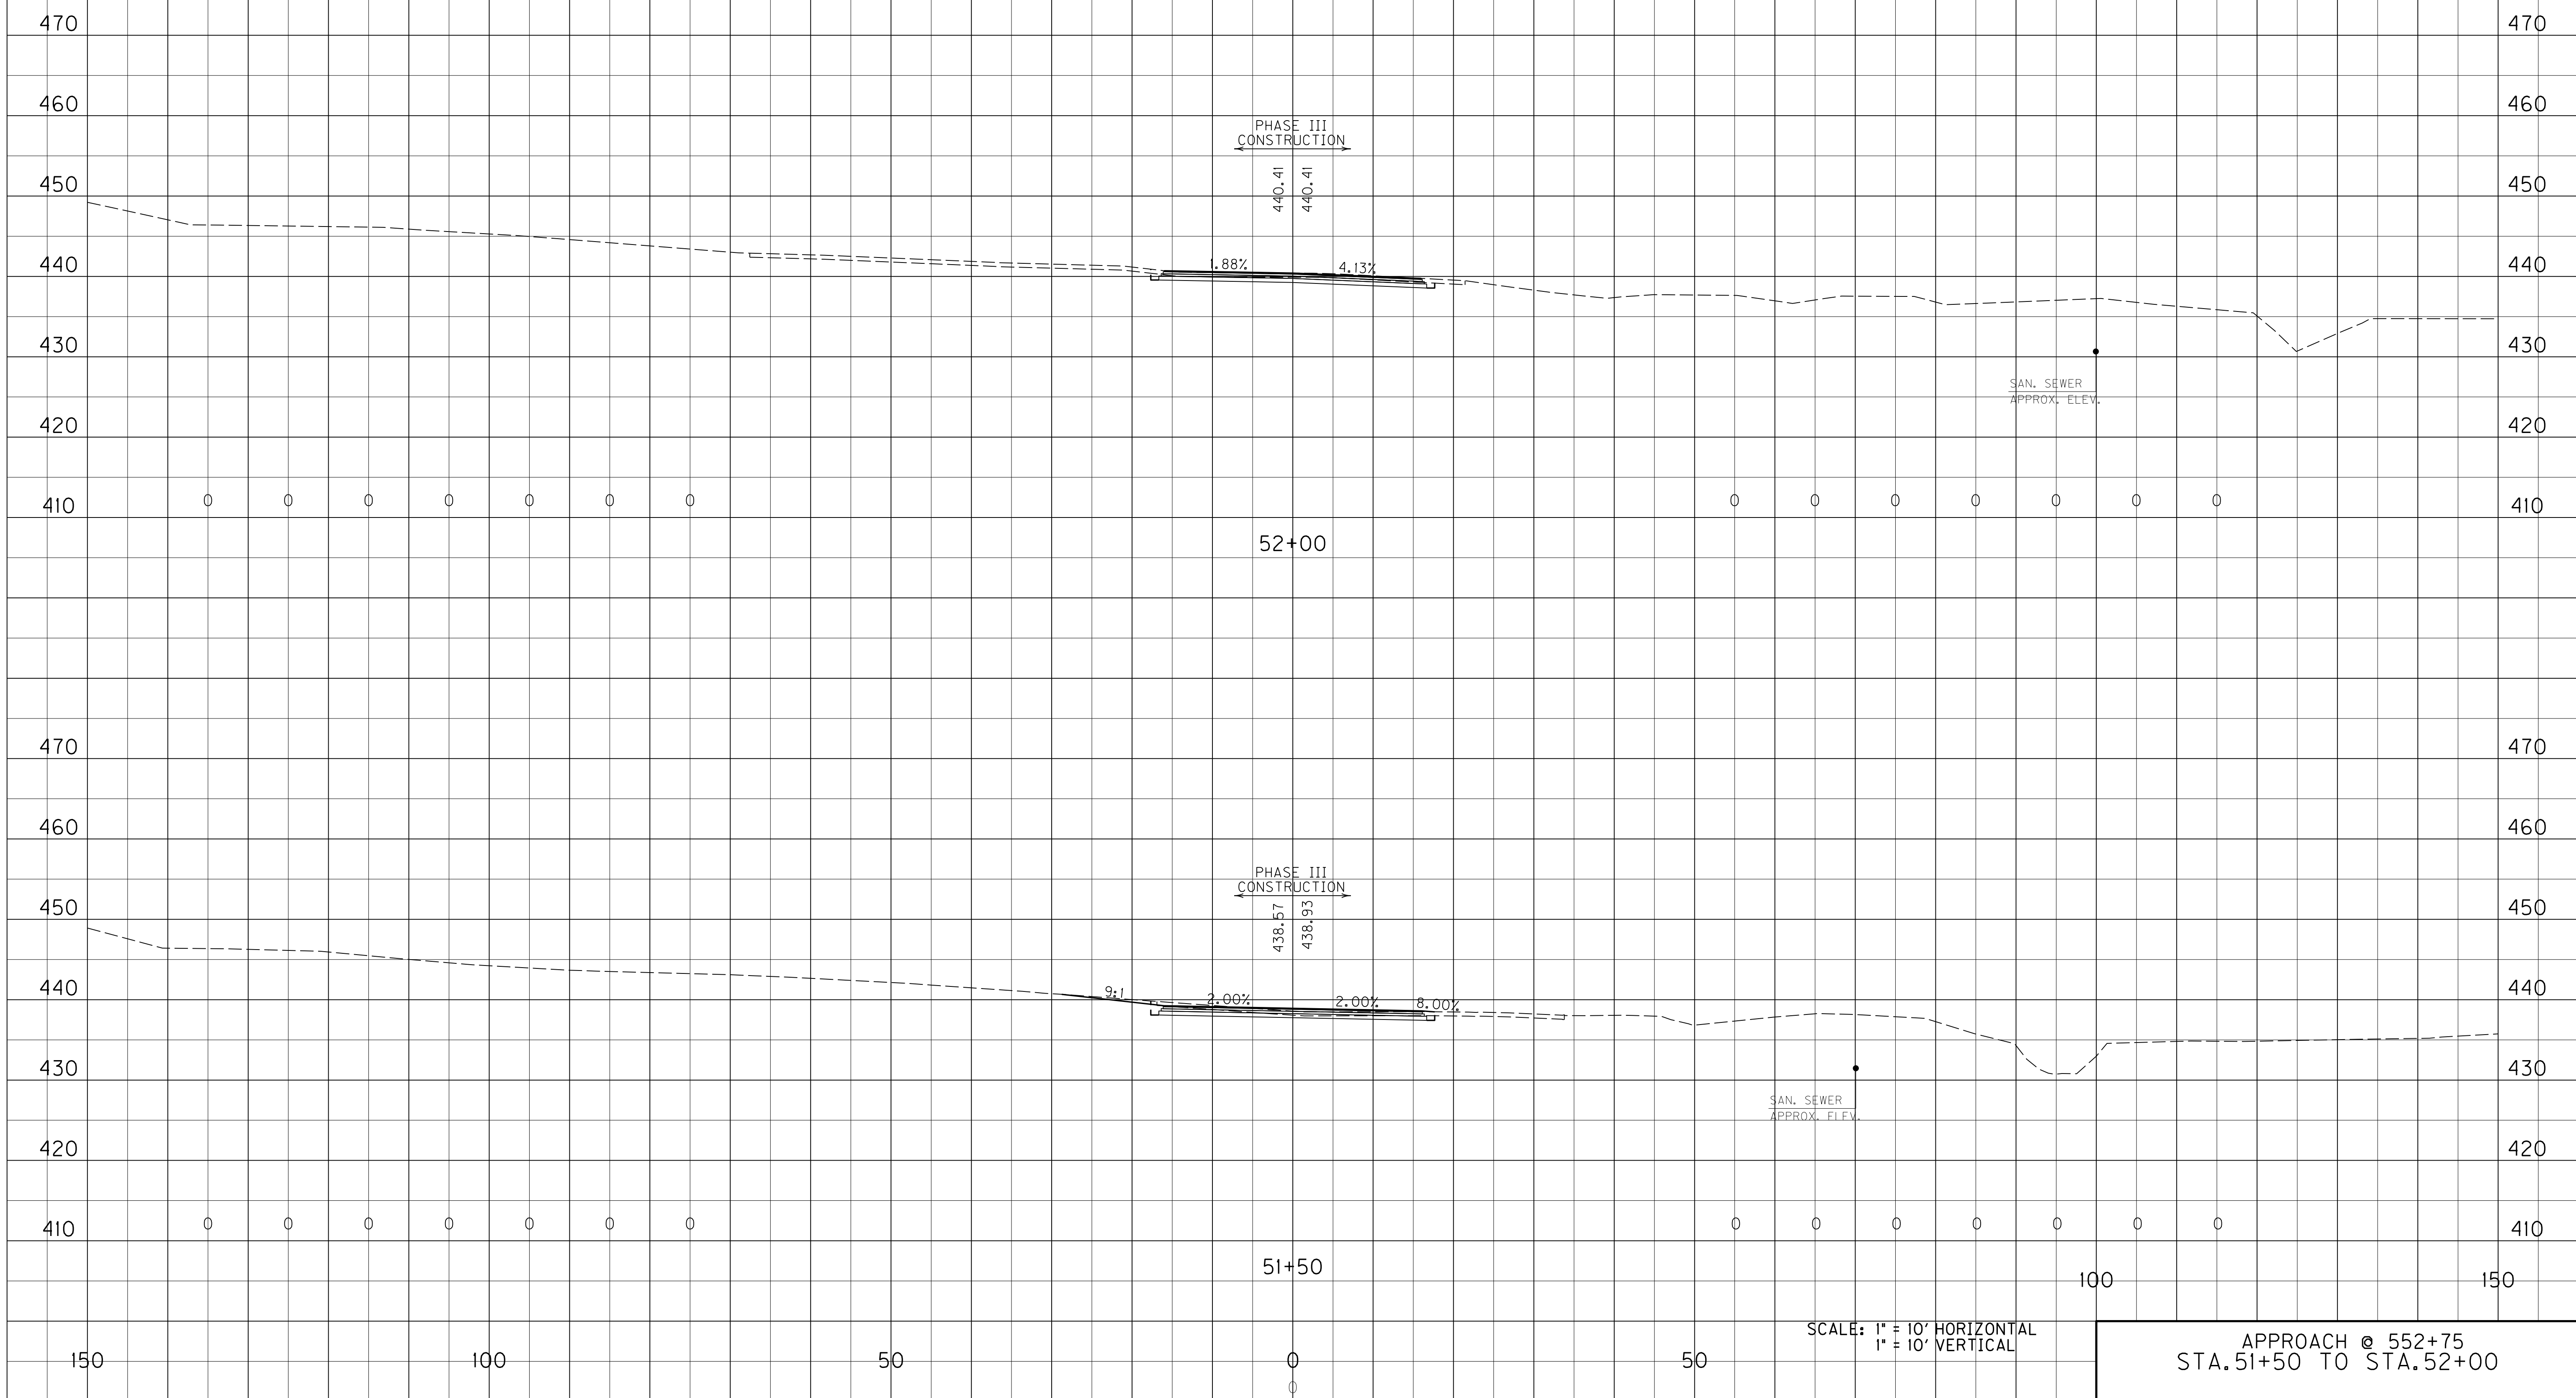 470 470
460 460
PHASE III
CONSTRUCTION
450 440.41 440.41 450
440 1.88% 4.13% 440
430 430
SAN. SEWER
APPROX. ELEV.
420 420
410 0 0 0 0 0 0 0 0 0 0 0 0 0 0 410
52+00
470 470
460 460
PHASE III
CONSTRUCTION
450 438.57 438.93 450
440 9:1 2.00% 2.00% 8.00% 440
430 430
SAN. SEWER
APPROX. ELEV.
420 420
410 0 0 0 0 0 0 0 0 0 0 0 0 0 0 410
51+50
100 150
SCALE: 1" = 10' HORIZONTAL
1" = 10' VERTICAL
150 100 50 0 50
0
APPROACH @ 552+75
STA.51+50 TO STA.52+00